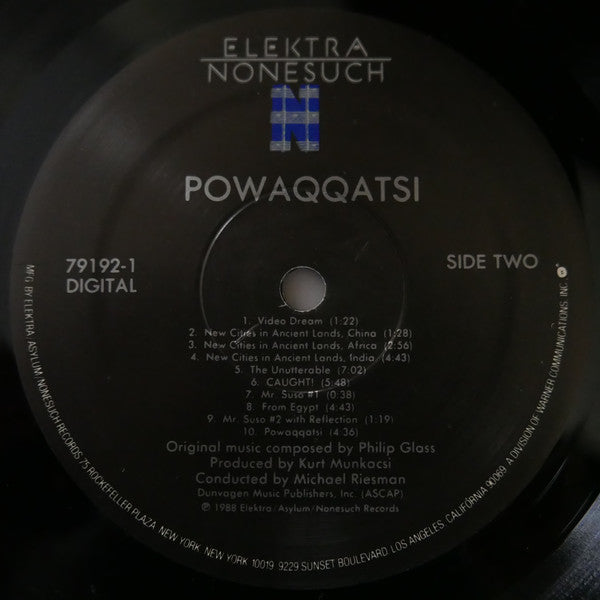 ELEKTRA
NONESUCH
N
POWAQQATSI
79192-1
DIGITAL
SIDE TWO
1. Video Dream (1:22)
2. New Cities in Ancient Lands, China (1:28)
3. New Cities in Ancient Lands, Africa (2:56)
4. New Cities in Ancient Lands, India (4:43)
5. The Unutterable (7:02)
6. CAUGHT! (5:48)
7. Mr. Suso #1 (0:38)
8. From Egypt (4:43)
9. Mr. Suso #2 with Reflection (1:19)
10. Powaqqatsi (4:36)
Original music composed by Philip Glass
Produced by Kurt Munkacsi
Conducted by Michael Riesman
Dunvagen Music Publishers, Inc. (ASCAP)
℗ 1988 Elektra/Asylum/Nonesuch Records
MFG. BY ELEKTRA/ASYLUM/NONESUCH RECORDS 75 ROCKEFELLER PLAZA, NEW YORK, NEW YORK 10019 9229 SUNSET BOULEVARD, LOS ANGELES, CALIFORNIA 90069. A DIVISION OF WARNER COMMUNICATIONS, INC.